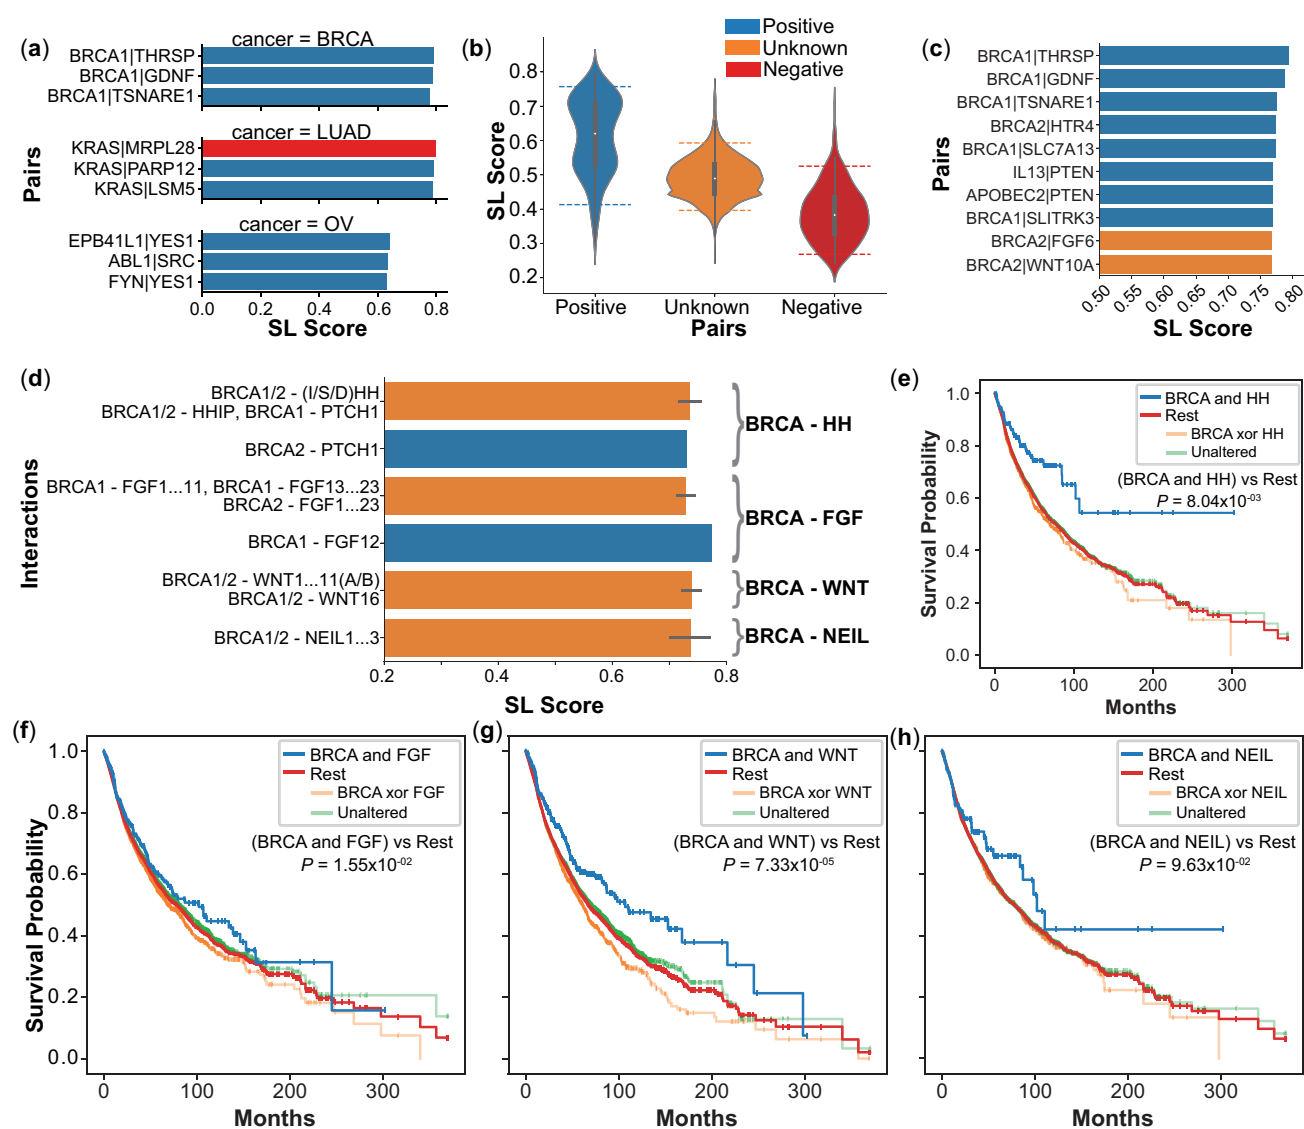 (a)
cancer = BRCA
BRCA1|THRSP
BRCA1|GDNF
BRCA1|TSNARE1
cancer = LUAD
KRAS|MRPL28
KRAS|PARP12
KRAS|LSM5
cancer = OV
EPB41L1|YES1
ABL1|SRC
FYN|YES1
Pairs
0.0 0.2 0.4 0.6 0.8
SL Score
(b)
Positive
Unknown
Negative
0.8
0.7
0.6
0.5
0.4
0.3
0.2
SL Score
Positive Unknown Negative
Pairs
(c)
BRCA1|THRSP
BRCA1|GDNF
BRCA1|TSNARE1
BRCA2|HTR4
BRCA1|SLC7A13
IL13|PTEN
APOBEC2|PTEN
BRCA1|SLITRK3
BRCA2|FGF6
BRCA2|WNT10A
Pairs
0.50 0.55 0.60 0.65 0.70 0.75 0.80
SL Score
(d)
BRCA1/2 - (I/S/D)HH
BRCA1/2 - HHIP, BRCA1 - PTCH1
BRCA2 - PTCH1
BRCA1 - FGF1...11, BRCA1 - FGF13...23
BRCA2 - FGF1...23
BRCA1 - FGF12
BRCA1/2 - WNT1...11(A/B)
BRCA1/2 - WNT16
BRCA1/2 - NEIL1...3
Interactions
BRCA - HH
BRCA - FGF
BRCA - WNT
BRCA - NEIL
0.2 0.4 0.6 0.8
SL Score
(e)
BRCA and HH
Rest
BRCA xor HH
Unaltered
(BRCA and HH) vs Rest
P = 8.04x10-03
1.0
0.8
0.6
0.4
0.2
0.0
Survival Probability
0 100 200 300
Months
(f)
BRCA and FGF
Rest
BRCA xor FGF
Unaltered
(BRCA and FGF) vs Rest
P = 1.55x10-02
1.0
0.8
0.6
0.4
0.2
0.0
Survival Probability
0 100 200 300
Months
(g)
BRCA and WNT
Rest
BRCA xor WNT
Unaltered
(BRCA and WNT) vs Rest
P = 7.33x10-05
0 100 200 300
Months
(h)
BRCA and NEIL
Rest
BRCA xor NEIL
Unaltered
(BRCA and NEIL) vs Rest
P = 9.63x10-02
0 100 200 300
Months